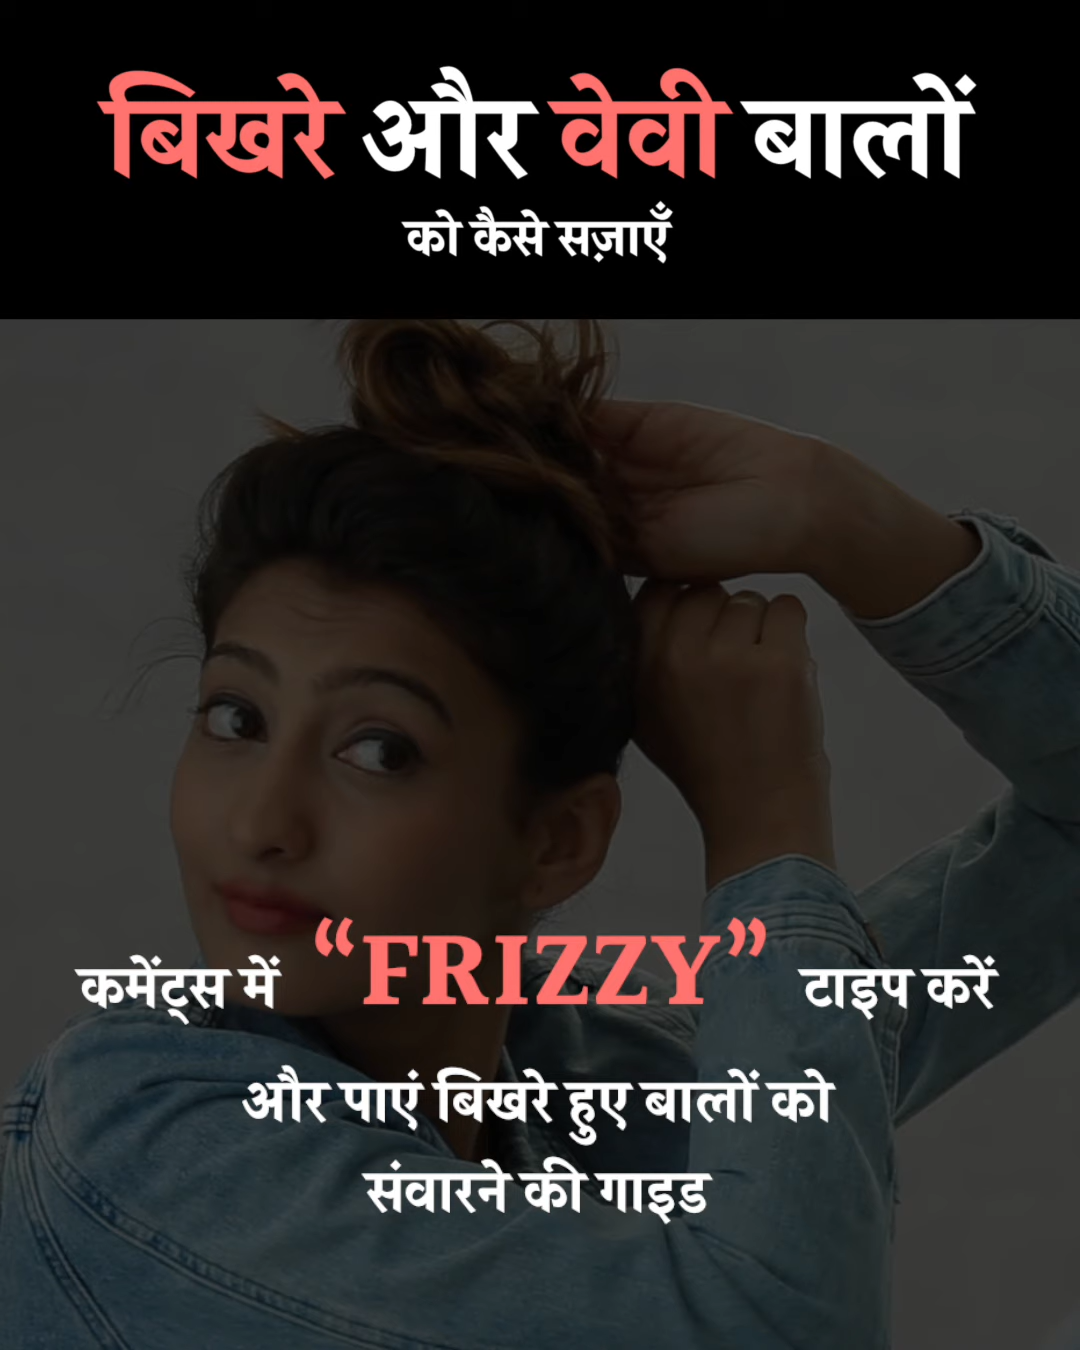 बिखरे और वेवी बालों
को कैसे सज़ाएँ
कमेंट्स में “FRIZZY” टाइप करें
और पाएं बिखरे हुए बालों को
संवारने की गाइड